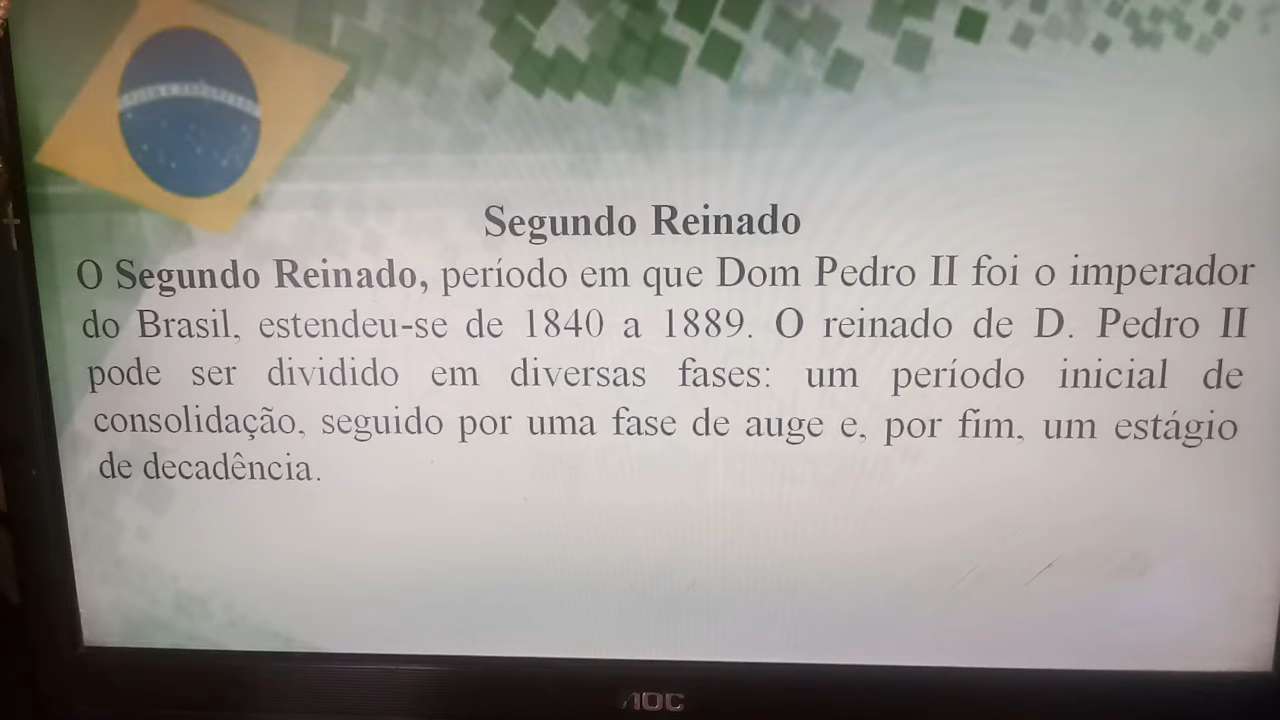 Segundo Reinado
O Segundo Reinado, período em que Dom Pedro II foi o imperador
do Brasil, estendeu-se de 1840 a 1889. O reinado de D. Pedro II
pode ser dividido em diversas fases: um período inicial de
consolidação, seguido por uma fase de auge e, por fim, um estágio
de decadência.
AOC